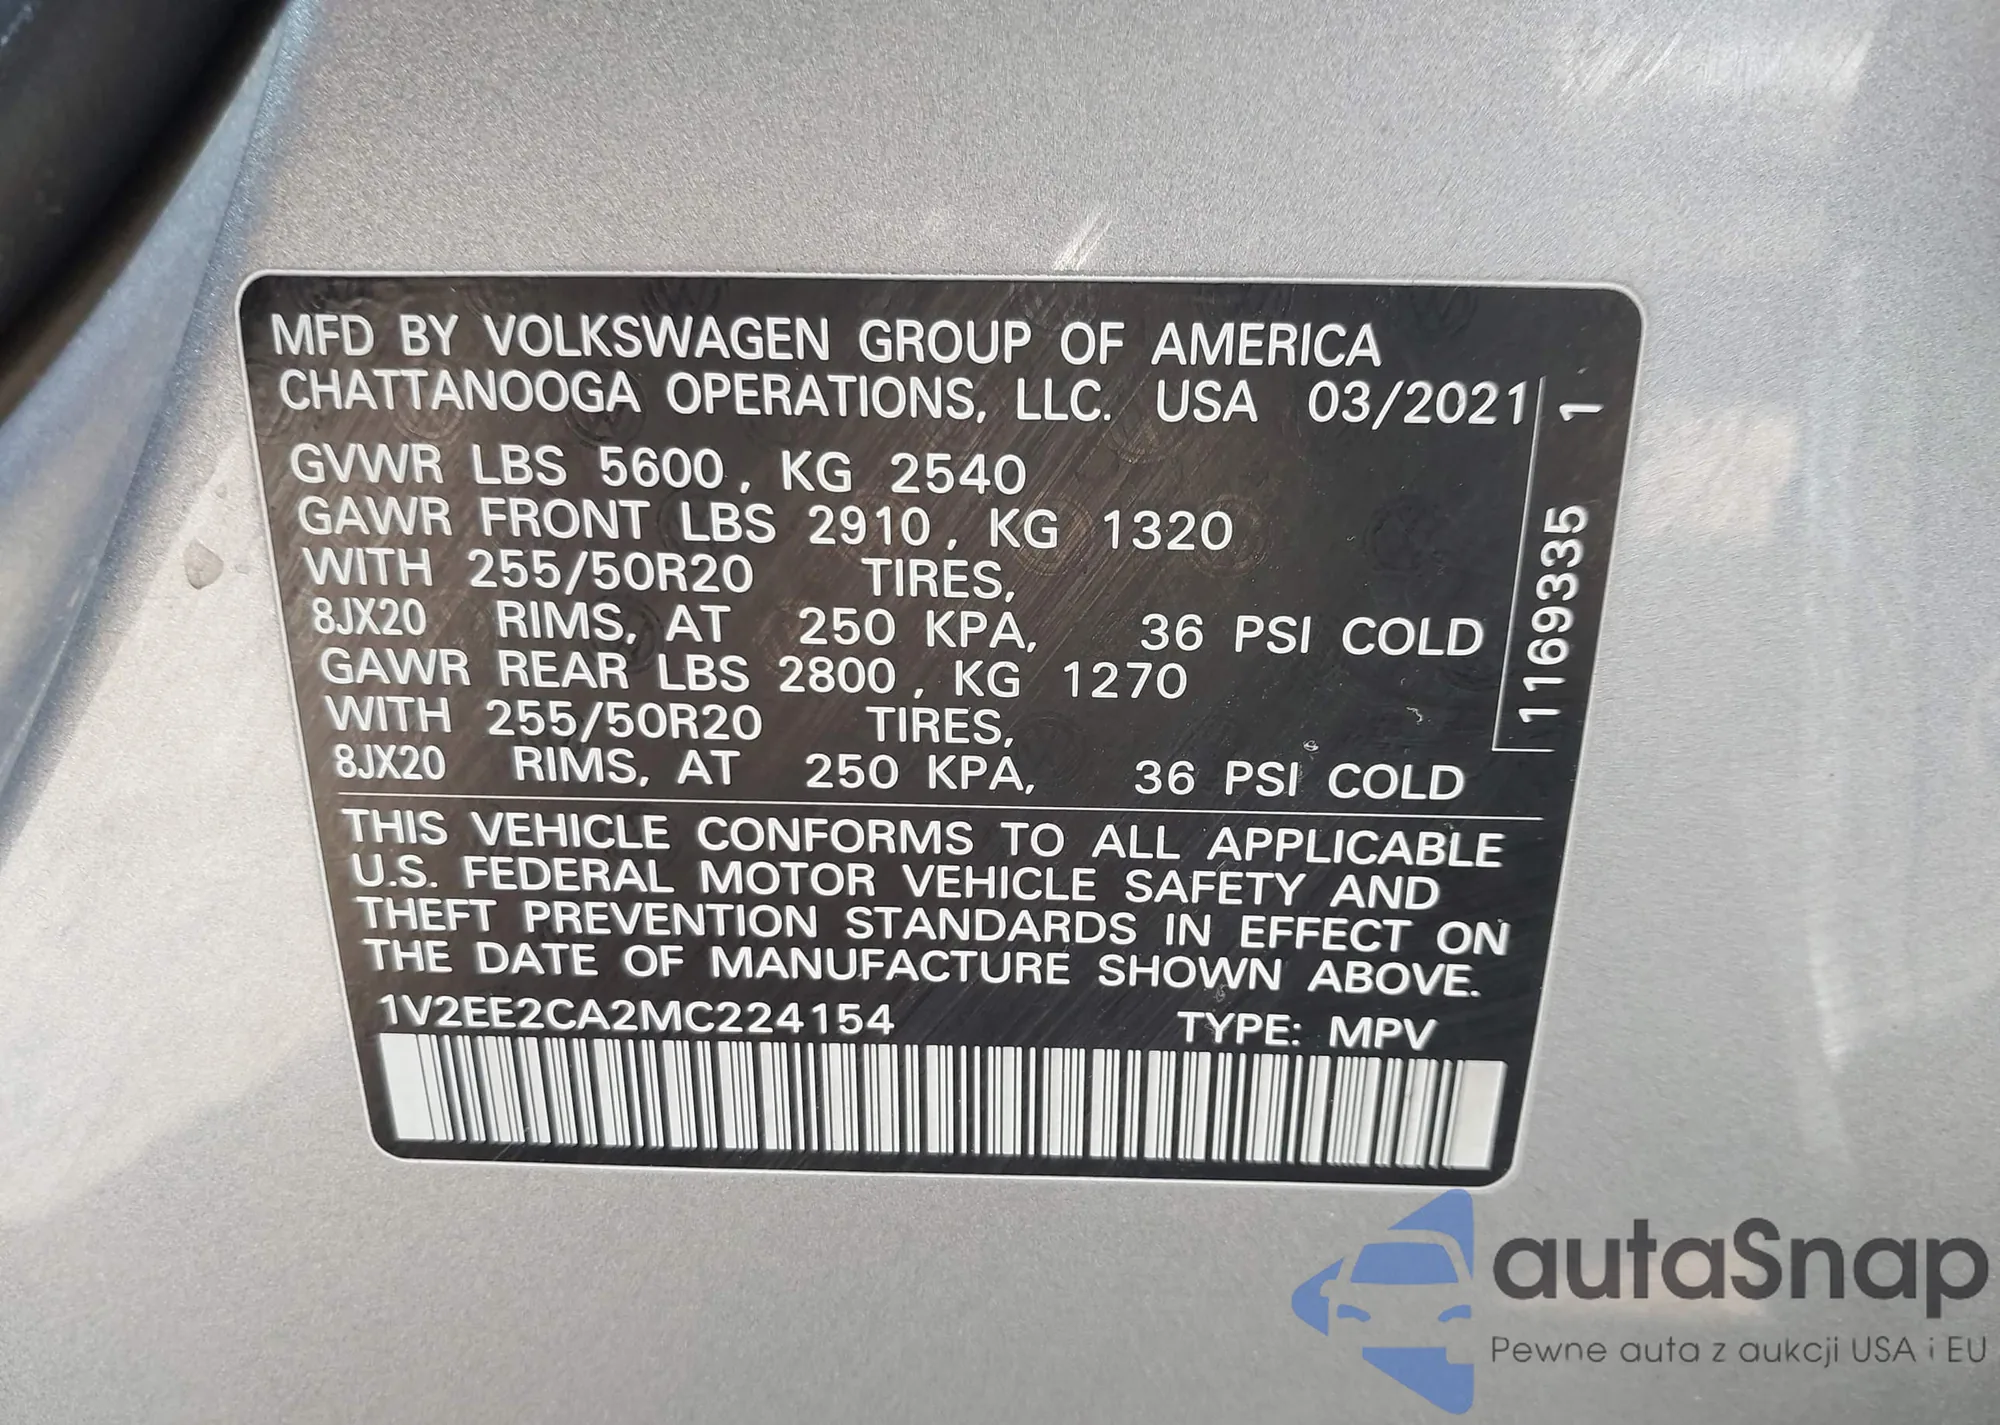 MFD BY VOLKSWAGEN GROUP OF AMERICA
CHATTANOOGA OPERATIONS, LLC. USA 03/2021
GVWR LBS 5600, KG 2540
GAWR FRONT LBS 2910, KG 1320
WITH 255/50R20 TIRES,
8JX20 RIMS, AT 250 KPA, 36 PSI COLD
GAWR REAR LBS 2800, KG 1270
WITH 255/50R20 TIRES,
8JX20 RIMS, AT 250 KPA, 36 PSI COLD
1169335 1
THIS VEHICLE CONFORMS TO ALL APPLICABLE
U.S. FEDERAL MOTOR VEHICLE SAFETY AND
THEFT PREVENTION STANDARDS IN EFFECT ON
THE DATE OF MANUFACTURE SHOWN ABOVE.
1V2EE2CA2MC224154 TYPE: MPV
autaSnap
Pewne auta z aukcji USA i EU